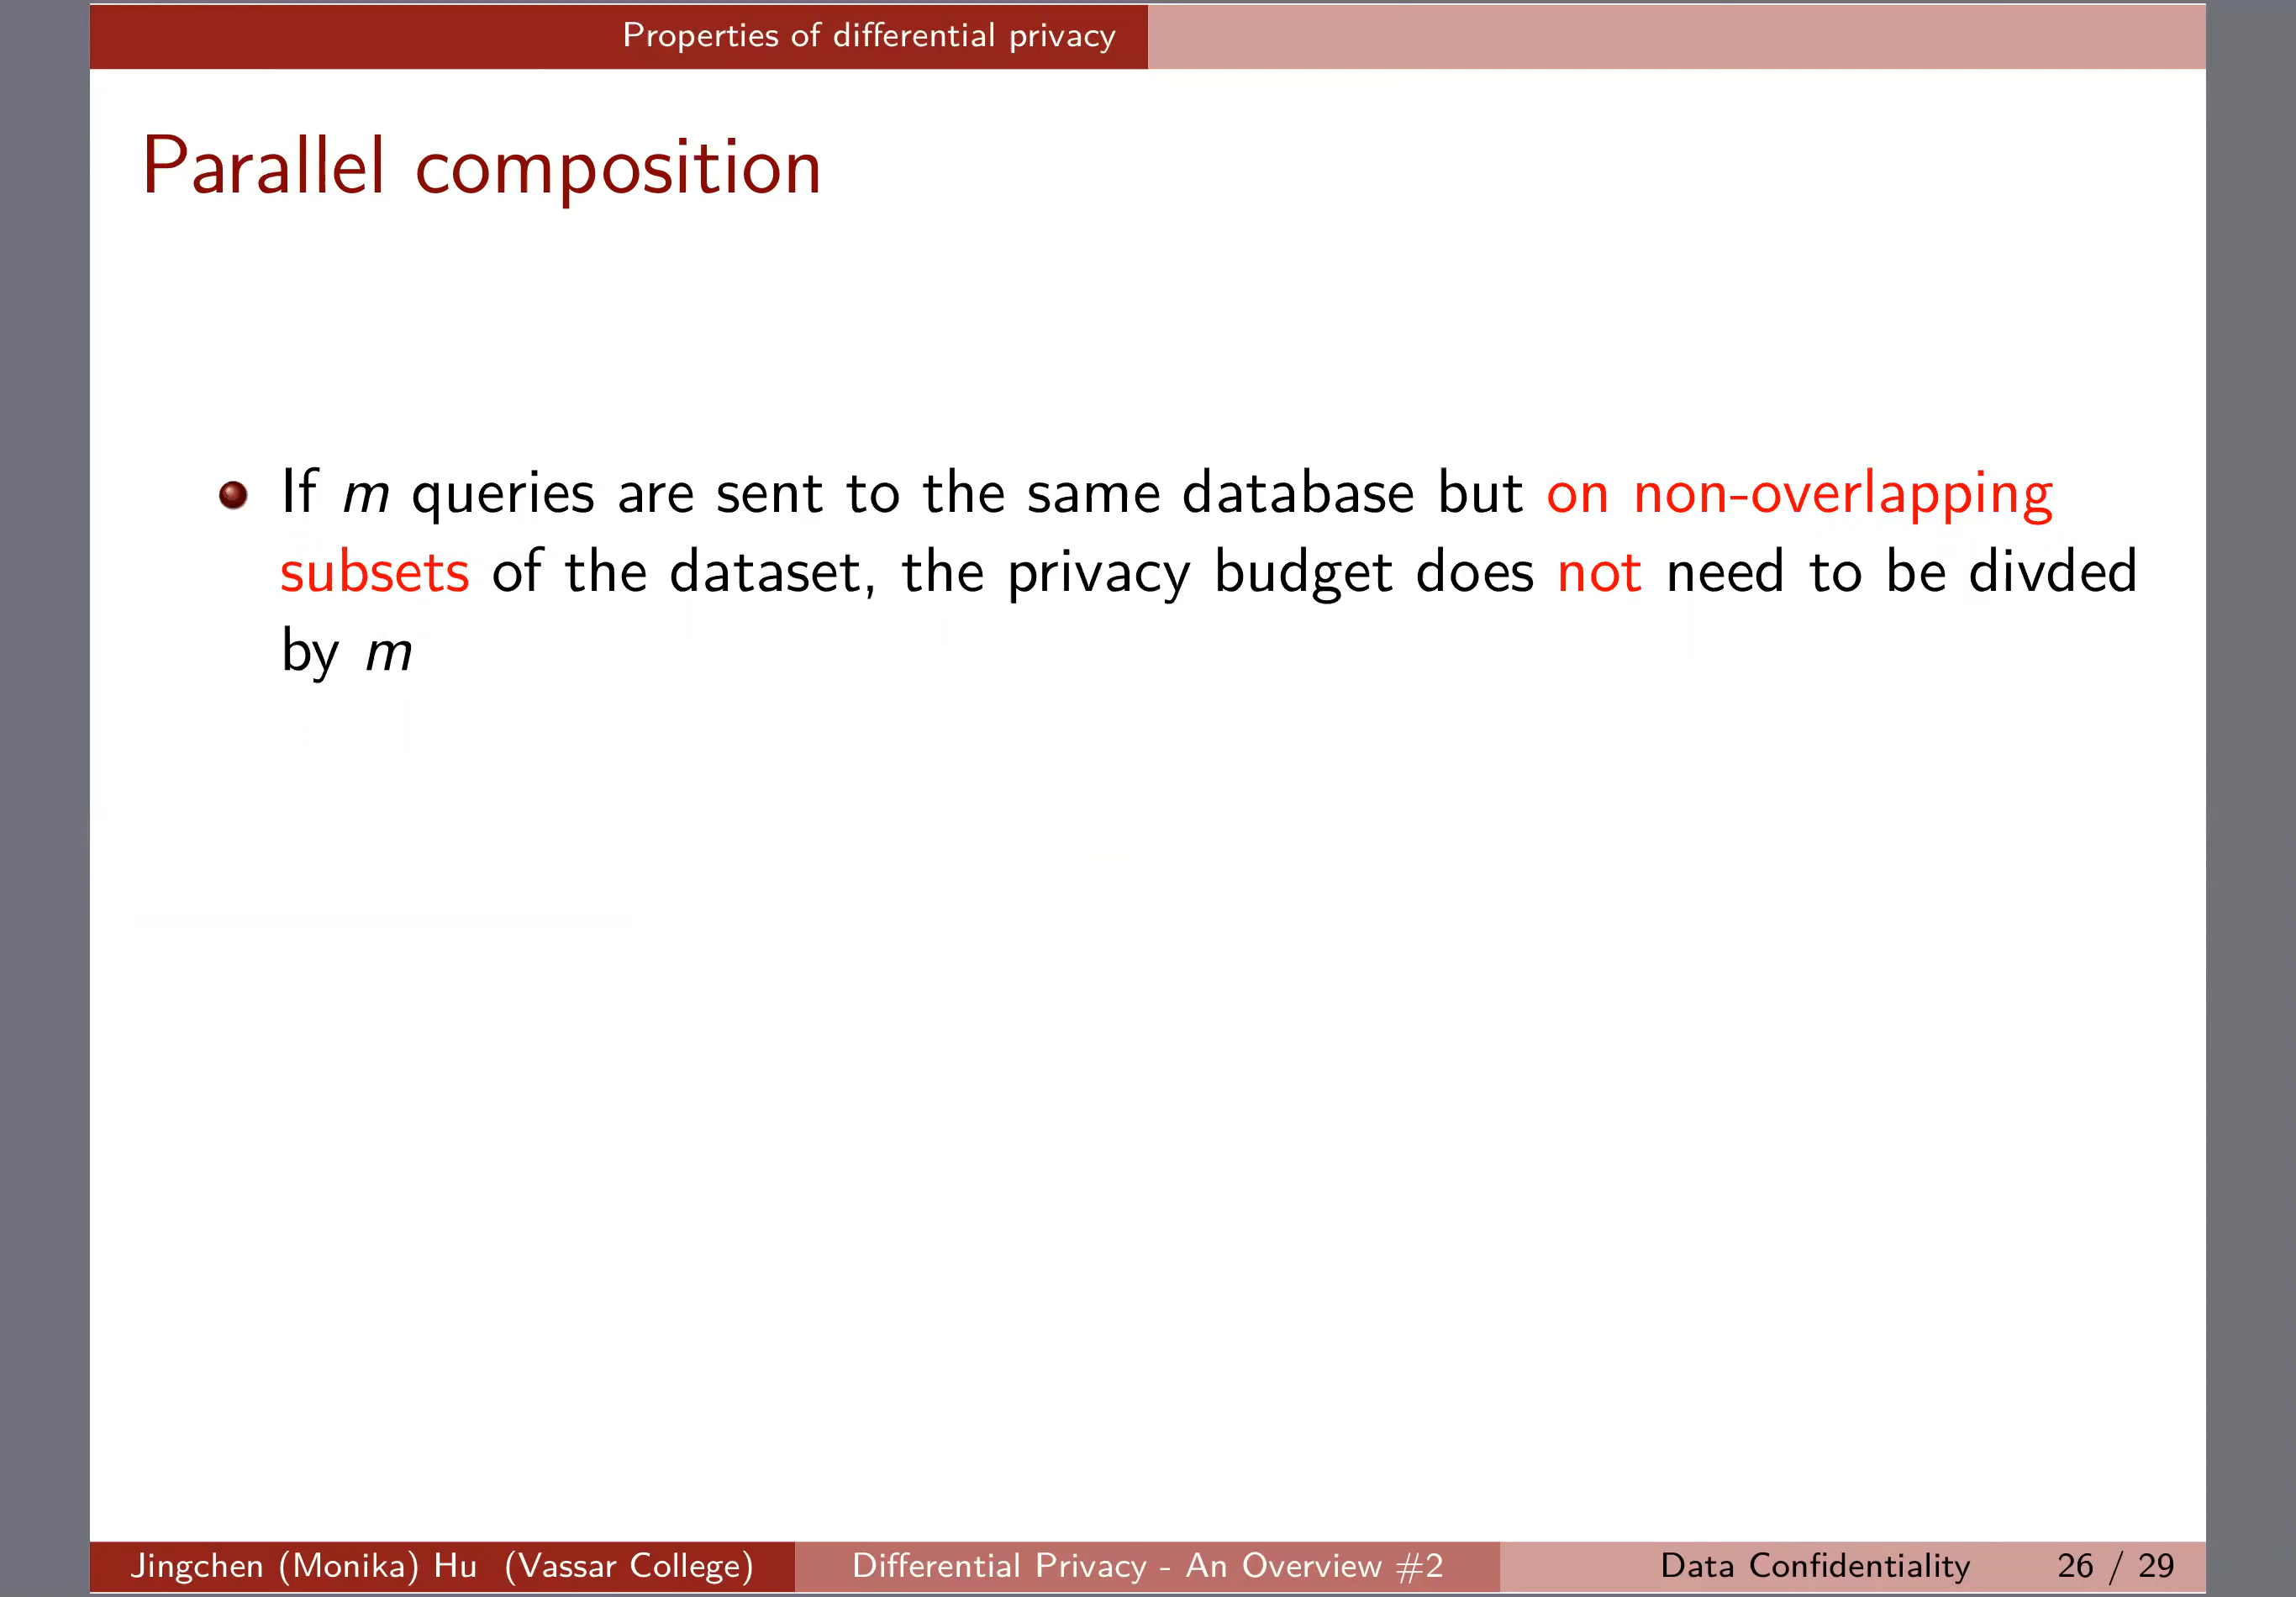 Properties of differential privacy
Parallel composition
If m queries are sent to the same database but on non-overlapping
subsets of the dataset, the privacy budget does not need to be divded
by m
Jingchen (Monika) Hu (Vassar College) Differential Privacy - An Overview #2 Data Confidentiality 26 / 29